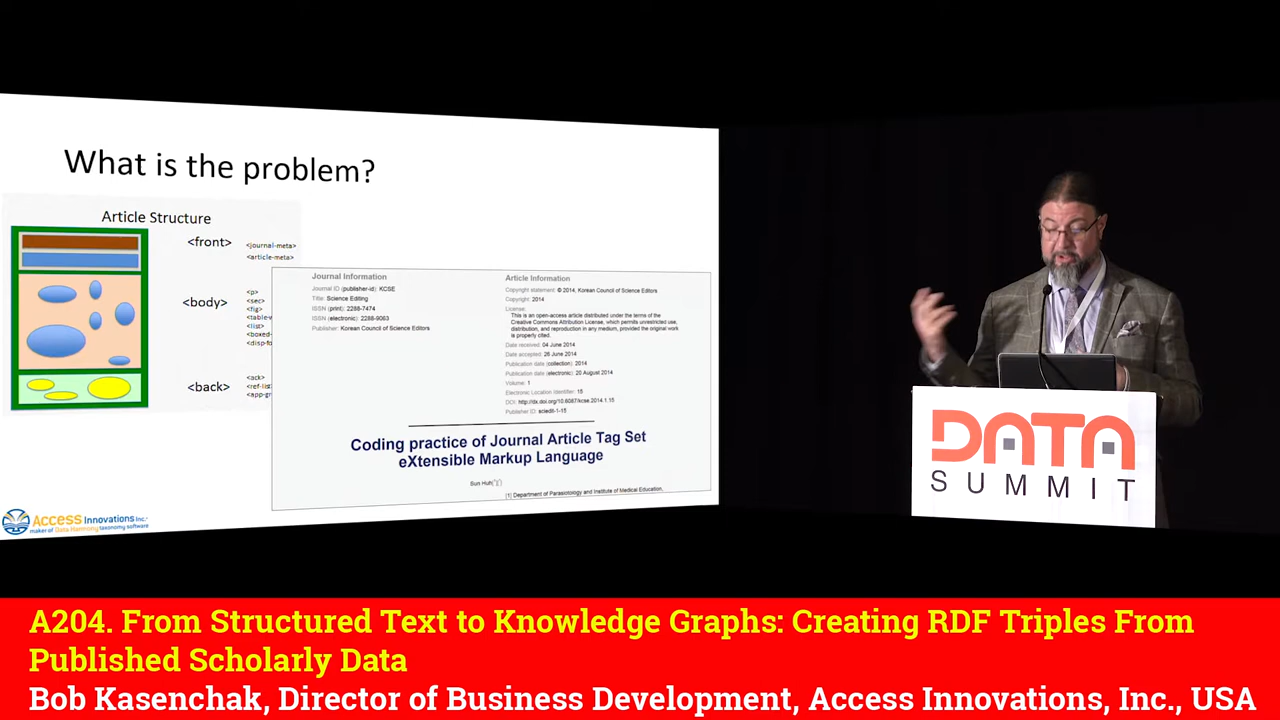 What is the problem?
Article Structure
<front>
<journal-meta>
<article-meta>
<body>
<p>
<sec>
<fig>
<table-w
<list>
<boxed-
<disp-fo
<back>
<ack>
<ref-list
<app-gr
Journal Information
Journal ID (publisher-id): KCSE
Title: Science Editing
ISSN (print): 2288-7474
ISSN (electronic): 2288-8063
Publisher: Korean Council of Science Editors
Article Information
Copyright statement: © 2014, Korean Council of Science Editors
Copyright: 2014
License:
This is an open-access article distributed under the terms of the
Creative Commons Attribution License, which permits unrestricted use,
distribution, and reproduction in any medium, provided the original work
is properly cited.
Date received: 04 June 2014
Date accepted: 26 June 2014
Publication date (collection): 2014
Publication date (electronic): 20 August 2014
Volume: 1
Electronic Location Identifier: 15
DOI: http://dx.doi.org/10.6087/kcse.2014.1.15
Publisher ID: sciedit-1-15
Coding practice of Journal Article Tag Set
eXtensible Markup Language
Sun Huh
[1] Department of Parasitology and Institute of Medical Education,
Access Innovations Inc.
maker of Data Harmony taxonomy software
DATA
SUMMIT
A204. From Structured Text to Knowledge Graphs: Creating RDF Triples From
Published Scholarly Data
Bob Kasenchak, Director of Business Development, Access Innovations, Inc., USA